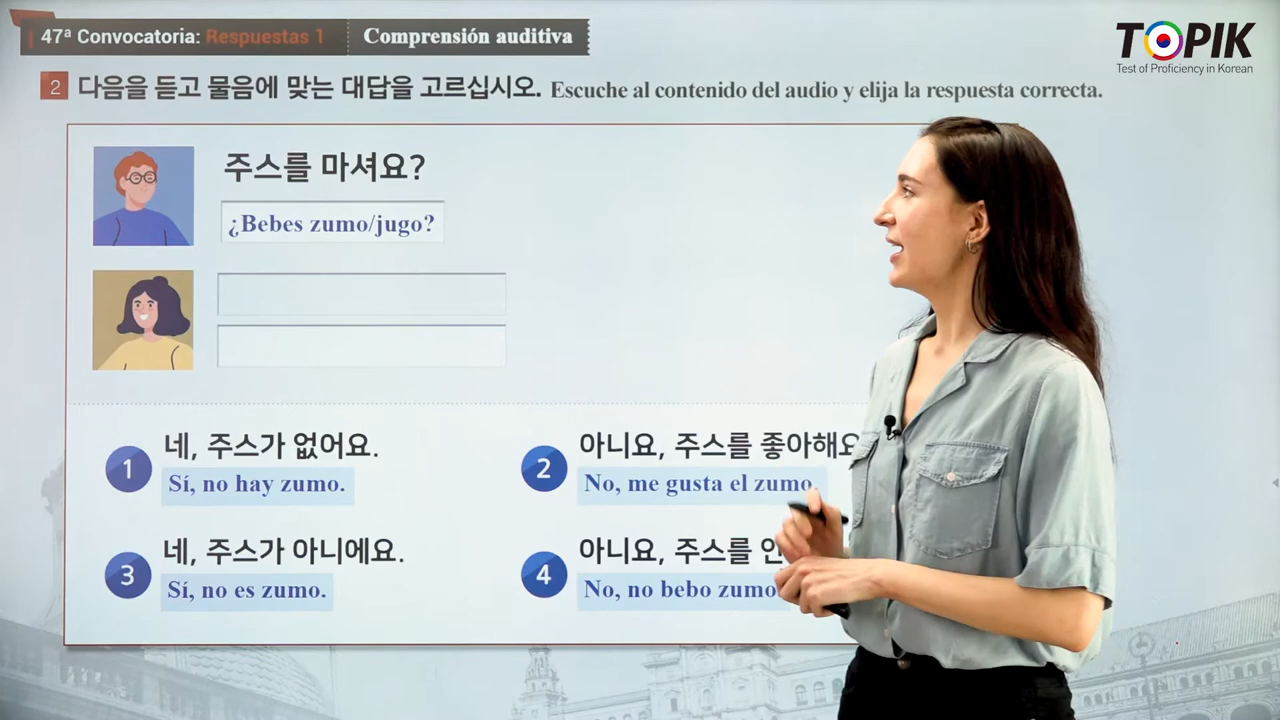 47ª Convocatoria: Respuestas 1 Comprensión auditiva
TOPIK
Test of Proficiency in Korean
2 다음을 듣고 물음에 맞는 대답을 고르십시오. Escuche al contenido del audio y elija la respuesta correcta.
주스를 마셔요?
¿Bebes zumo/jugo?
1 네, 주스가 없어요.
Sí, no hay zumo.
2 아니요, 주스를 좋아해요
No, me gusta el zumo.
3 네, 주스가 아니에요.
Sí, no es zumo.
4 아니요, 주스를 안
No, no bebo zumo